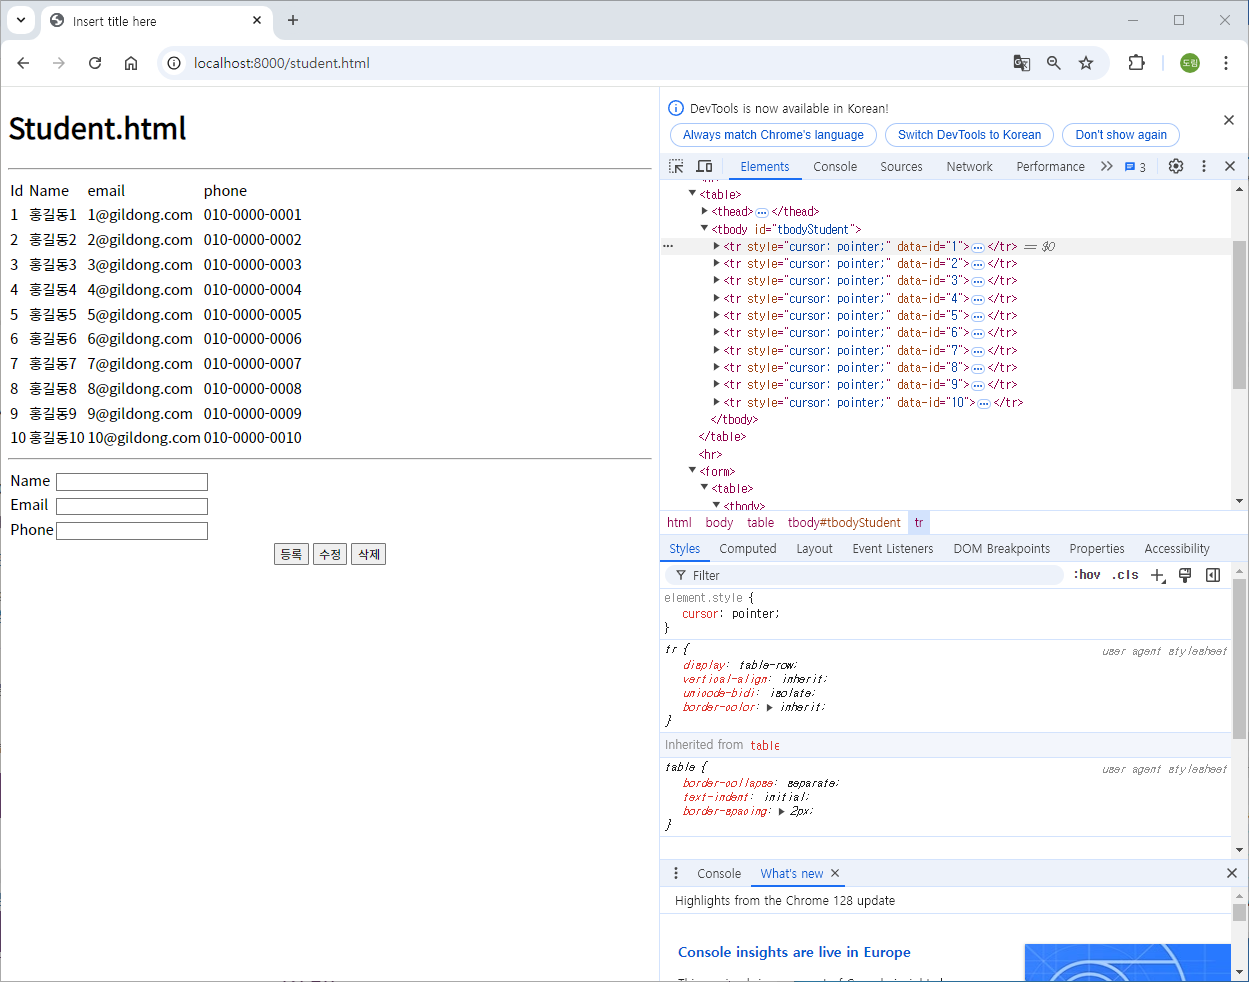 Insert title here
localhost:8000/student.html
도림
Student.html
Id Name email phone
1 홍길동1 1@gildong.com 010-0000-0001
2 홍길동2 2@gildong.com 010-0000-0002
3 홍길동3 3@gildong.com 010-0000-0003
4 홍길동4 4@gildong.com 010-0000-0004
5 홍길동5 5@gildong.com 010-0000-0005
6 홍길동6 6@gildong.com 010-0000-0006
7 홍길동7 7@gildong.com 010-0000-0007
8 홍길동8 8@gildong.com 010-0000-0008
9 홍길동9 9@gildong.com 010-0000-0009
10 홍길동10 10@gildong.com 010-0000-0010
Name
Email
Phone
등록 수정 삭제
DevTools is now available in Korean!
Always match Chrome's language Switch DevTools to Korean Don't show again
Elements Console Sources Network Performance 3
<table>
<thead> </thead>
<tbody id="tbodyStudent">
<tr style="cursor: pointer;" data-id="1"> </tr> == $0
<tr style="cursor: pointer;" data-id="2"> </tr>
<tr style="cursor: pointer;" data-id="3"> </tr>
<tr style="cursor: pointer;" data-id="4"> </tr>
<tr style="cursor: pointer;" data-id="5"> </tr>
<tr style="cursor: pointer;" data-id="6"> </tr>
<tr style="cursor: pointer;" data-id="7"> </tr>
<tr style="cursor: pointer;" data-id="8"> </tr>
<tr style="cursor: pointer;" data-id="9"> </tr>
<tr style="cursor: pointer;" data-id="10"> </tr>
</tbody>
</table>
<hr>
<form>
<table>
<tbody>
html body table tbody#tbodyStudent tr
Styles Computed Layout Event Listeners DOM Breakpoints Properties Accessibility
Filter :hov .cls
element.style {
cursor: pointer;
}
tr { user agent stylesheet
display: table-row;
vertical-align: inherit;
unicode-bidi: isolate;
border-color: inherit;
}
Inherited from table
table { user agent stylesheet
border-collapse: separate;
text-indent: initial;
border-spacing: 2px;
}
Console What's new
Highlights from the Chrome 128 update
Console insights are live in Europe